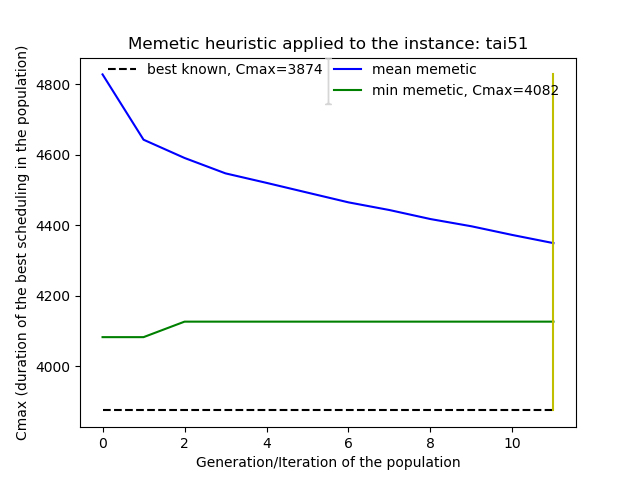 Memetic heuristic applied to the instance: tai51
best known, Cmax=3874
mean memetic
min memetic, Cmax=4082
Cmax (duration of the best scheduling in the population)
4800
4600
4400
4200
4000
0 2 4 6 8 10
Generation/Iteration of the population